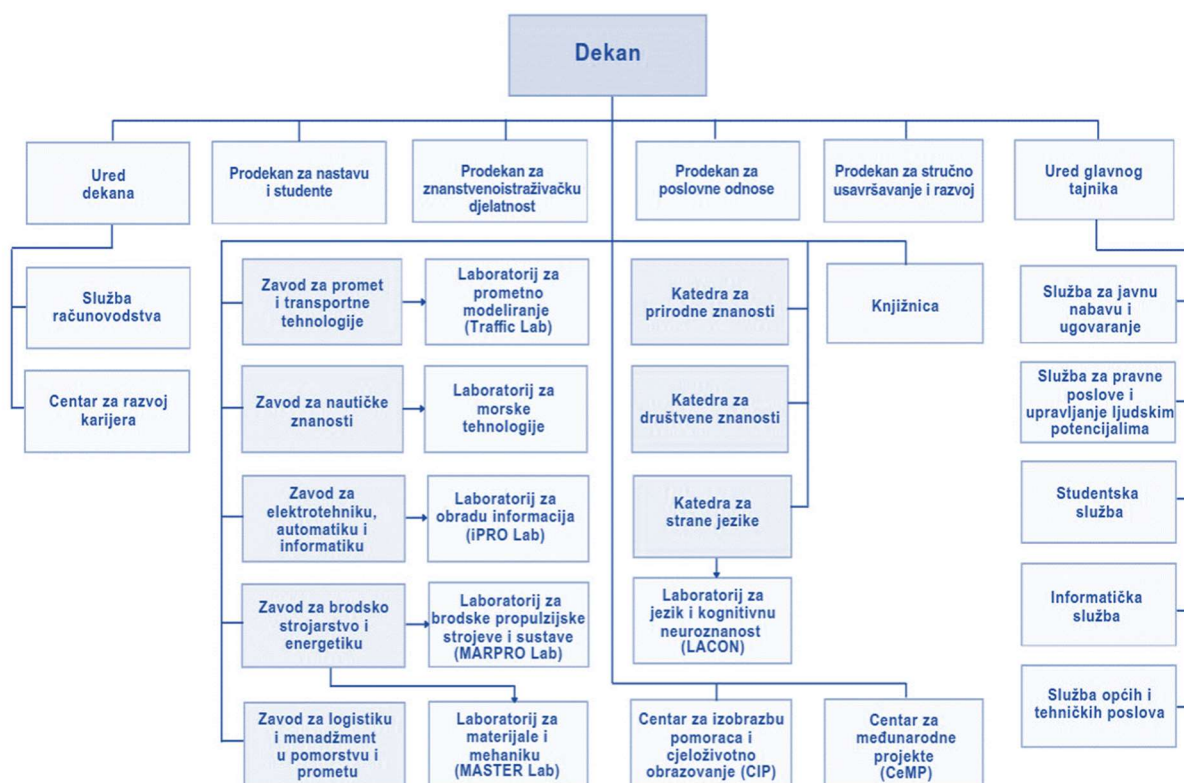 Dekan
Ured
dekana
Prodekan za nastavu
i studente
Prodekan za
znanstvenoistraživačku
djelatnost
Prodekan za
poslovne odnose
Prodekan za stručno
usavršavanje i razvoj
Ured glavnog
tajnika
Služba
računovodstva
Centar za razvoj
karijera
Zavod za promet
i transportne
tehnologije
Laboratorij za
prometno
modeliranje
(Traffic Lab)
Zavod za nautičke
znanosti
Laboratorij za
morske
tehnologije
Zavod za
elektrotehniku,
automatiku i
informatiku
Laboratorij za
obradu informacija
(iPRO Lab)
Zavod za brodsko
strojarstvo i
energetiku
Laboratorij za
brodske propulzijske
strojeve i sustave
(MARPRO Lab)
Zavod za logistiku
i menadžment
u pomorstvu i
prometu
Laboratorij za
materijale i
mehaniku
(MASTER Lab)
Katedra za
prirodne znanosti
Katedra za
društvene znanosti
Katedra za
strane jezike
Laboratorij za
jezik i kognitivnu
neuroznanost
(LACON)
Knjižnica
Centar za izobrazbu
pomoraca i
cjeloživotno
obrazovanje (CIP)
Centar za
međunarodne
projekte
(CeMP)
Služba za javnu
nabavu i
ugovaranje
Služba za pravne
poslove i
upravljanje ljudskim
potencijalima
Studentska
služba
Informatička
služba
Služba općih i
tehničkih poslova